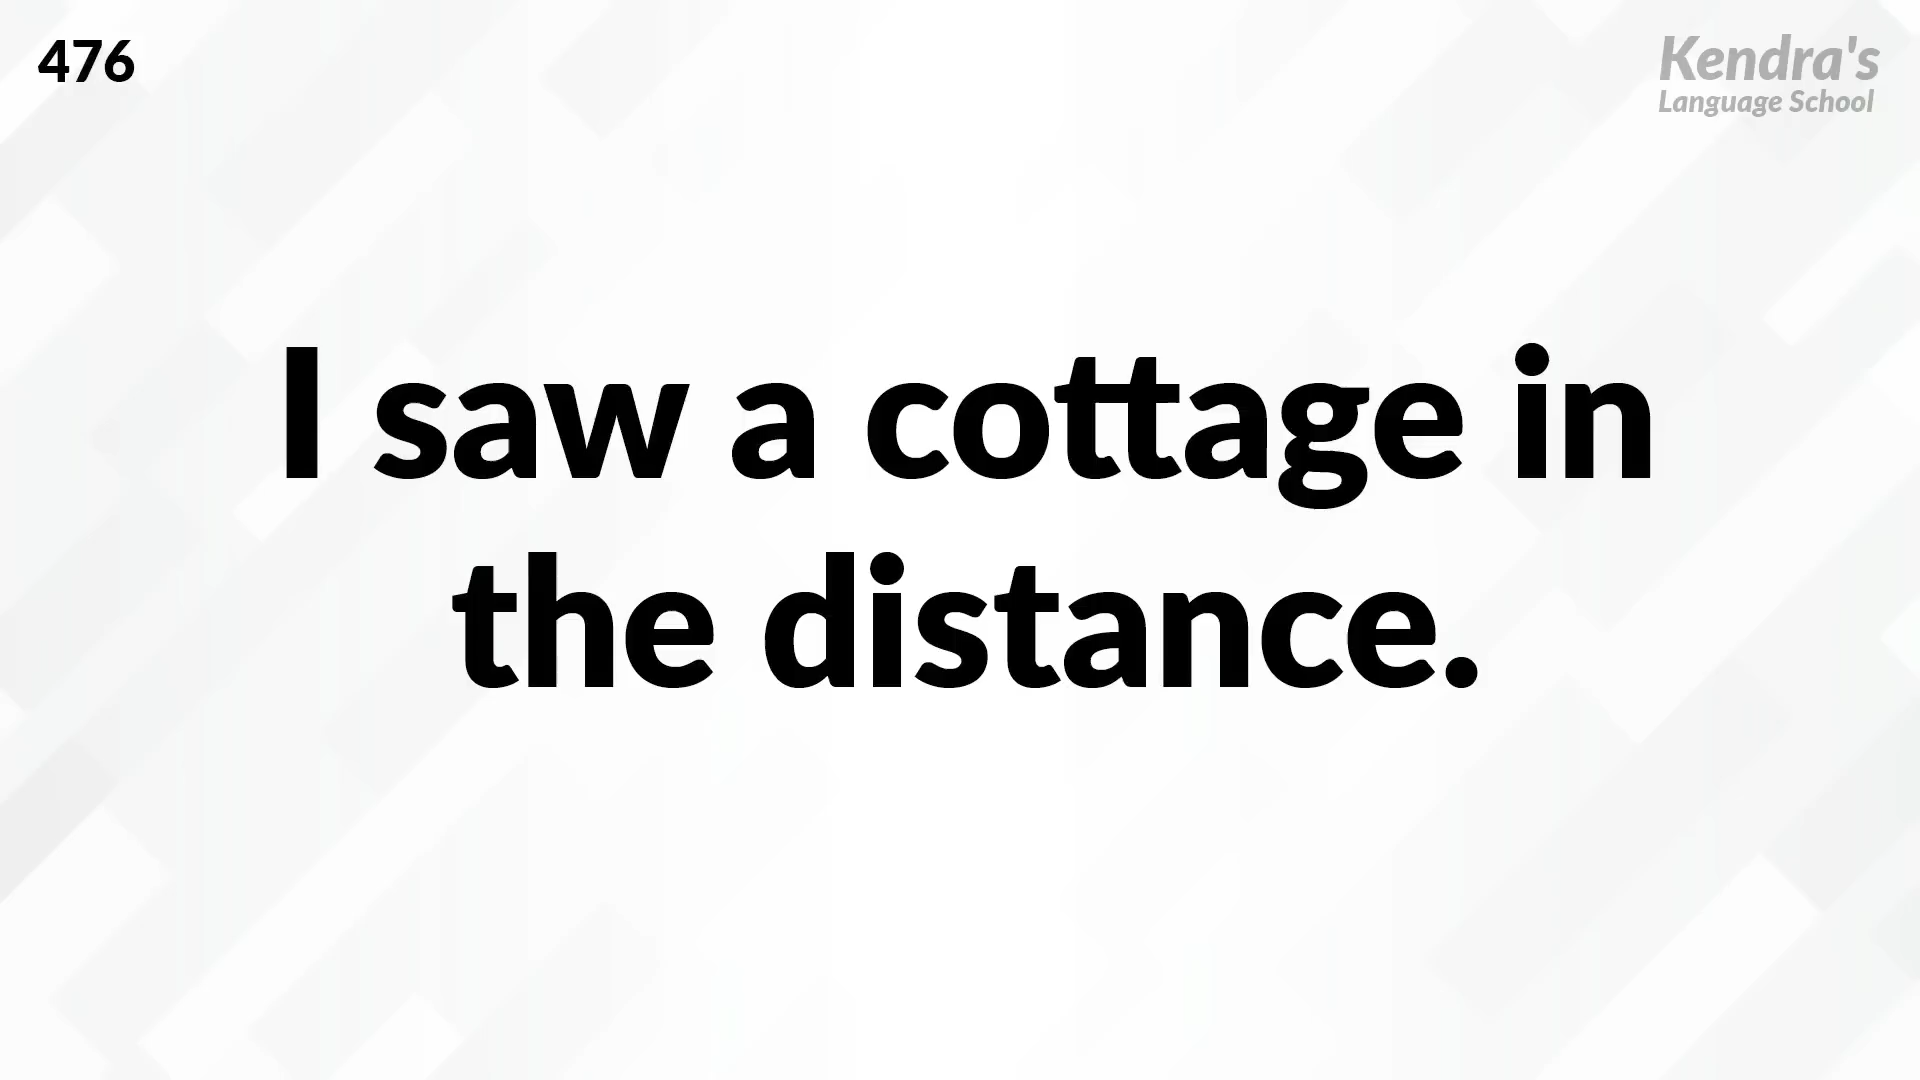 476
Kendra's
Language School
I saw a cottage in
the distance.